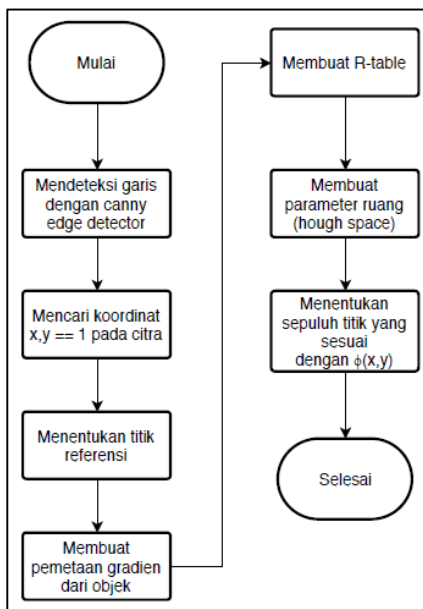 Mulai
Mendeteksi garis
dengan canny
edge detector
Mencari koordinat
x,y == 1 pada citra
Menentukan titik
referensi
Membuat
pemetaan gradien
dari objek
Membuat R-table
Membuat
parameter ruang
(hough space)
Menentukan
sepuluh titik yang
sesuai
dengan ϕ(x,y)
Selesai